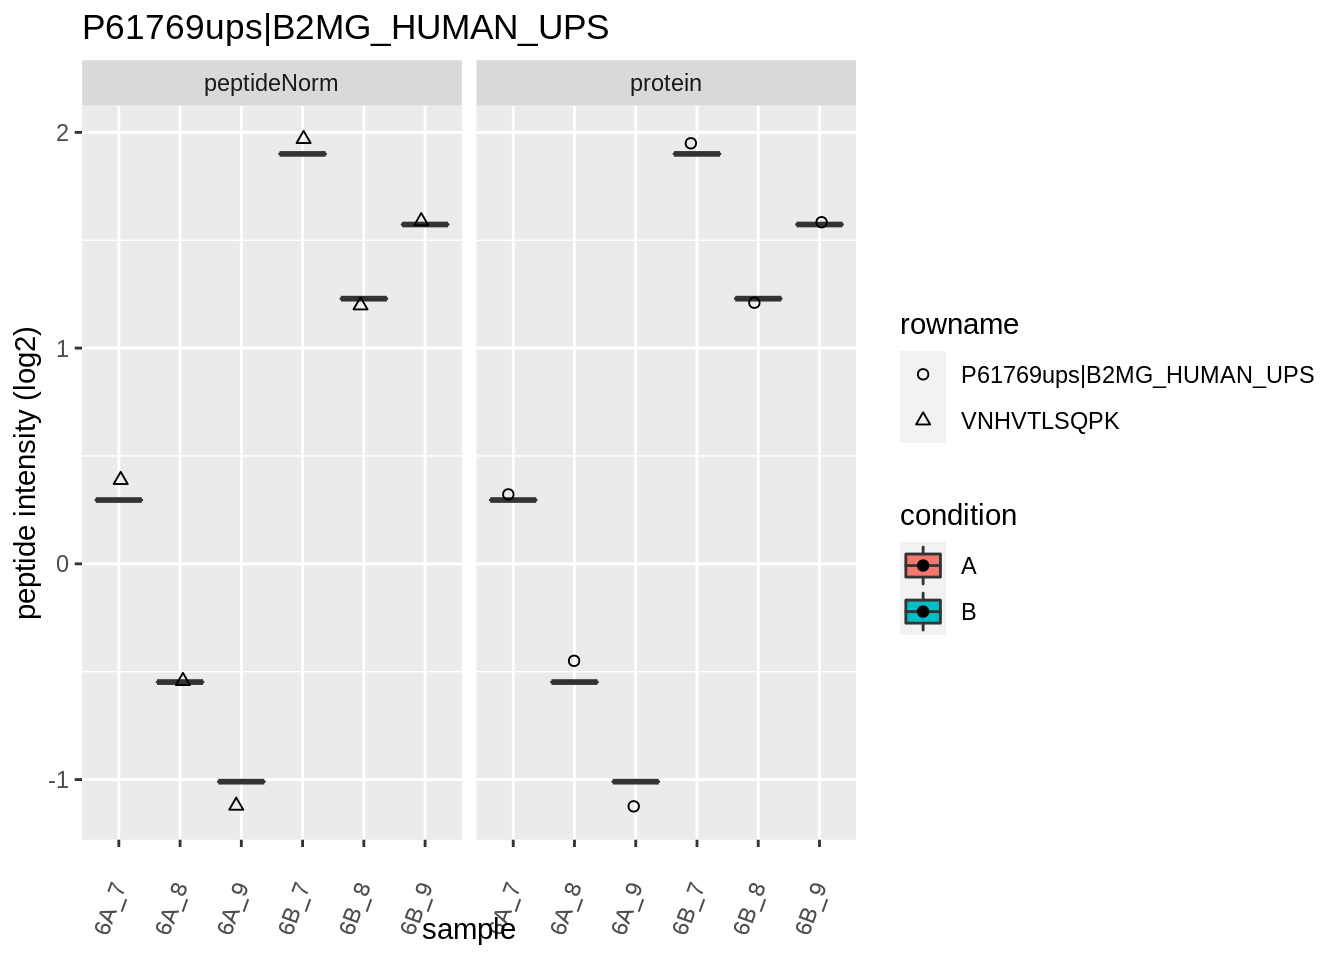 P61769ups|B2MG_HUMAN_UPS
peptideNorm
protein
2
1
0
-1
peptide intensity (log2)
6A_7
6A_8
6A_9
6B_7
6B_8
6B_9
6A_7
6A_8
6A_9
6B_7
6B_8
6B_9
sample
rowname
P61769ups|B2MG_HUMAN_UPS
VNHVTLSQPK
condition
A
B